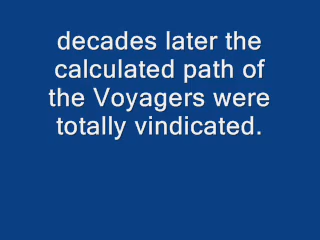 decades later the
calculated path of
the Voyagers were
totally vindicated.